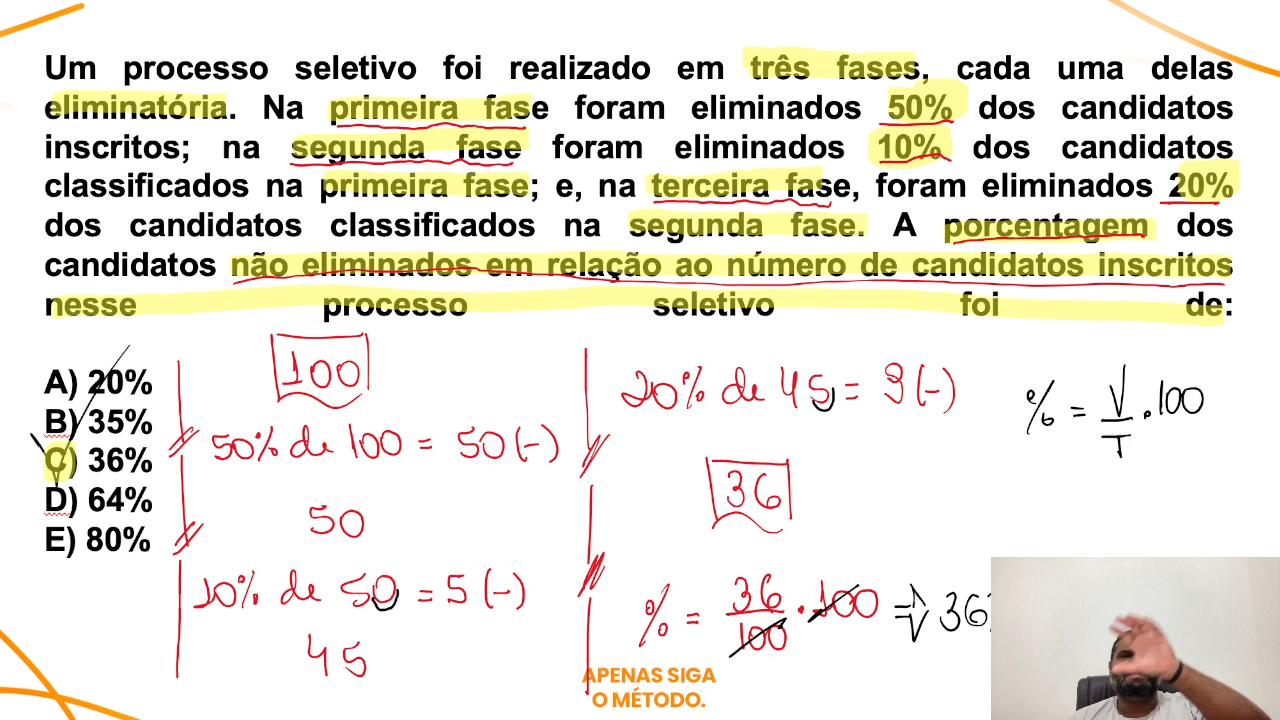 Um processo seletivo foi realizado em três fases, cada uma delas
eliminatória. Na primeira fase foram eliminados 50% dos candidatos
inscritos; na segunda fase foram eliminados 10% dos candidatos
classificados na primeira fase; e, na terceira fase, foram eliminados 20%
dos candidatos classificados na segunda fase. A porcentagem dos
candidatos não eliminados em relação ao número de candidatos inscritos
nesse processo seletivo foi de:
A) 20%
B) 35%
C) 36%
D) 64%
E) 80%
100
50% de 100 = 50 (-)
50
10% de 50 = 5 (-)
45
20% de 45 = 9 (-)
36
% = 36/100 . 100 = 36
% = V/T . 100
APENAS SIGA
O MÉTODO.